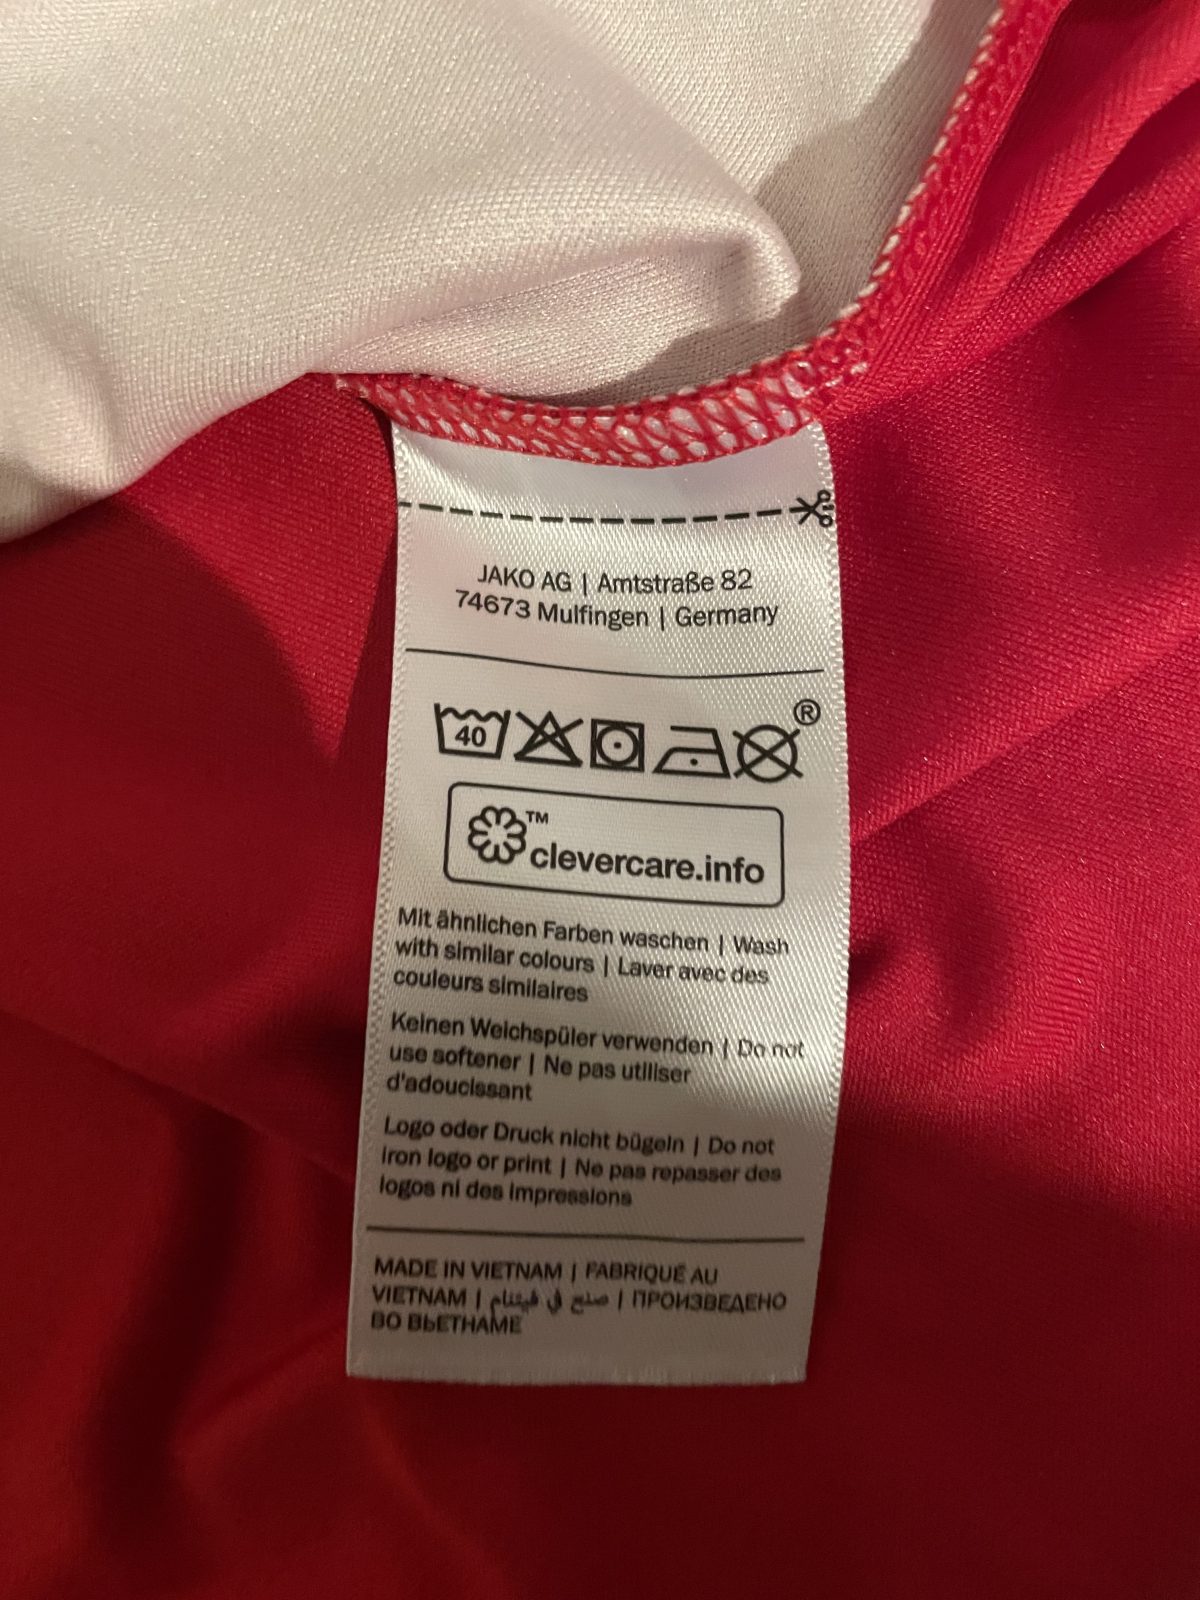 JAKO AG | Amtstraße 82
74673 Mulfingen | Germany
40
®
™
clevercare.info
Mit ähnlichen Farben waschen | Wash
with similar colours | Laver avec des
couleurs similaires
Keinen Weichspüler verwenden | Do not
use softener | Ne pas utiliser
d'adoucissant
Logo oder Druck nicht bügeln | Do not
iron logo or print | Ne pas repasser des
logos ni des impressions
MADE IN VIETNAM | FABRIQUÉ AU
VIETNAM | صنع في فيتنام | ПРОИЗВЕДЕНО
ВО ВЬЕТНАМЕ